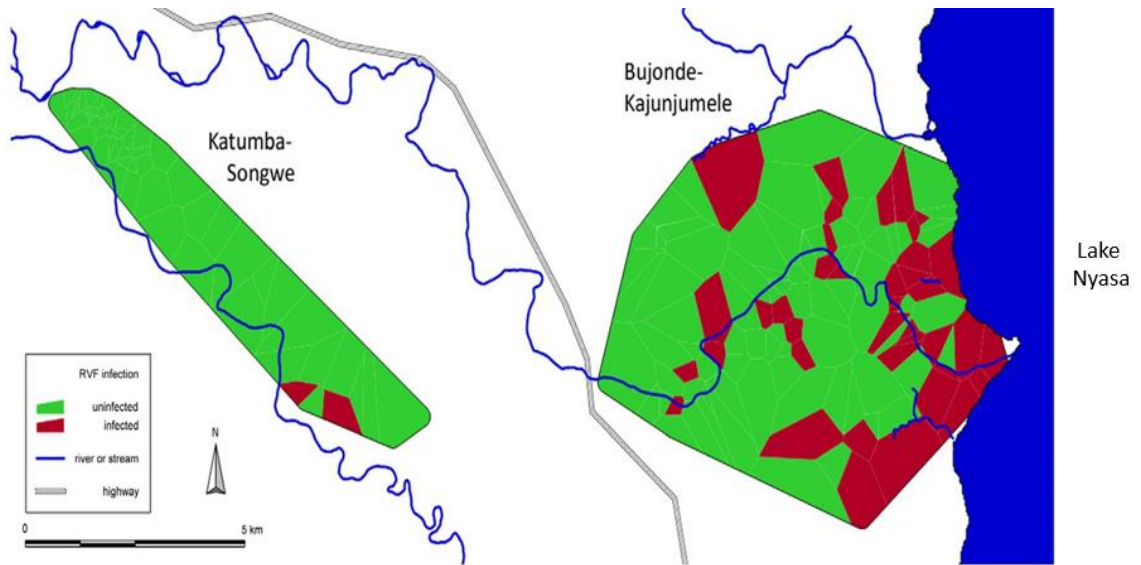 Bujonde-
Kajunjumele
Katumba-
Songwe
Lake
Nyasa
RVF infection
uninfected
infected
river or stream
highway
N
0 5 km